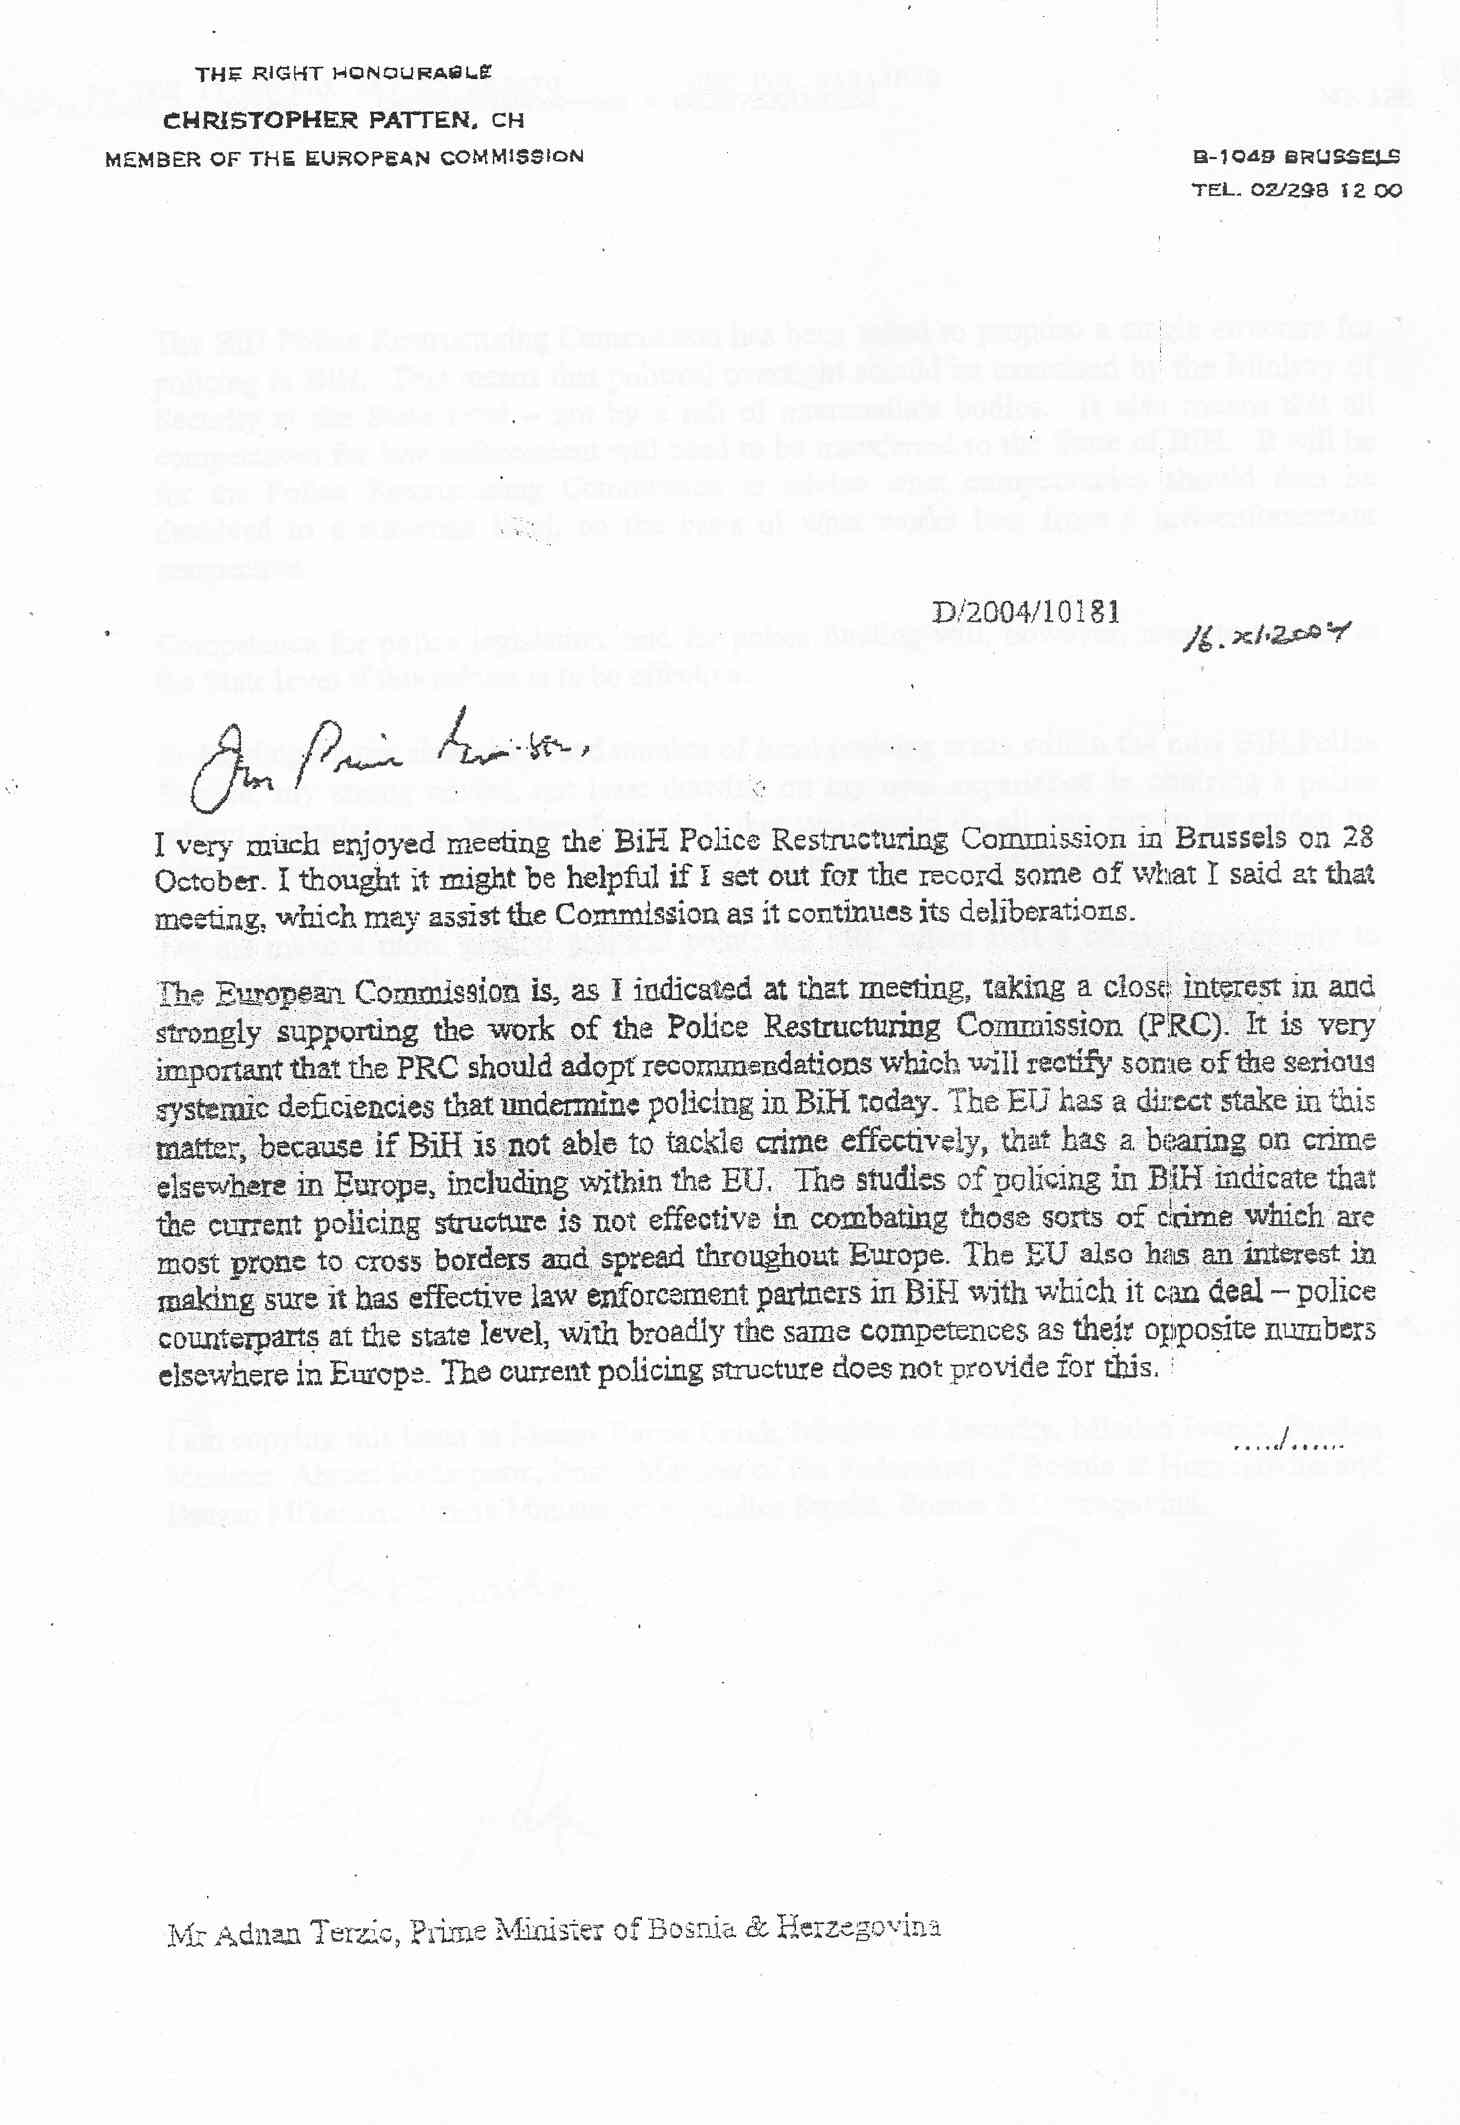 THE RIGHT HONOURABLE
CHRISTOPHER PATTEN, CH
MEMBER OF THE EUROPEAN COMMISSION
B-1049 BRUSSELS
TEL. 02/298 12 00
D/2004/10181
16.XI.2004
Dear Prime Minister,
I very much enjoyed meeting the BiH Police Restructuring Commission in Brussels on 28
October. I thought it might be helpful if I set out for the record some of what I said at that
meeting, which may assist the Commission as it continues its deliberations.
The European Commission is, as I indicated at that meeting, taking a close interest in and
strongly supporting the work of the Police Restructuring Commission (PRC). It is very
important that the PRC should adopt recommendations which will rectify some of the serious
systemic deficiencies that undermine policing in BiH today. The EU has a direct stake in this
matter, because if BiH is not able to tackle crime effectively, that has a bearing on crime
elsewhere in Europe, including within the EU. The studies of policing in BiH indicate that
the current policing structure is not effective in combating those sorts of crime which are
most prone to cross borders and spread throughout Europe. The EU also has an interest in
making sure it has effective law enforcement partners in BiH with which it can deal – police
counterparts at the state level, with broadly the same competences as their opposite numbers
elsewhere in Europe. The current policing structure does not provide for this.
...../......
Mr Adnan Terzic, Prime Minister of Bosnia & Herzegovina